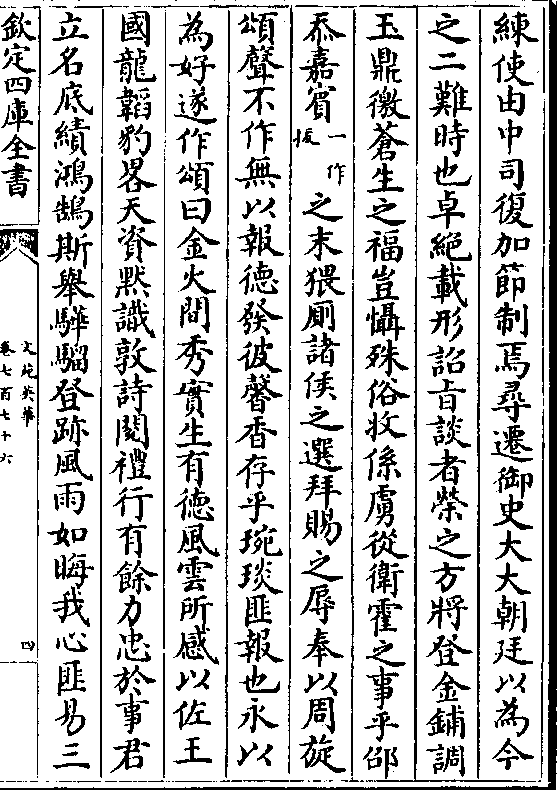 練使由中司復加節制焉尋遷御史大夫朝廷以為今
之二難時也卓絕載形詔旨談者榮之方將登金鋪調
玉鼎徼蒼生之福豈懾殊俗收係虜從衛霍之事乎邰
忝嘉賓一作援之末猥厠諸侯之選拜賜之辱奉以周旋
頌聲不作無以報德發彼馨香存乎琬琰匪報也永以
為好遂作頌曰金火間秀實生有德風雲所感以佐王
國龍韜豹畧天資黙識敦詩閱禮行有餘力忠於事君
立名底績鴻鵠斯舉驊騮登跡風雨如晦我心匪易三
欽定四庫全書
文苑英華
卷七百七十六
四